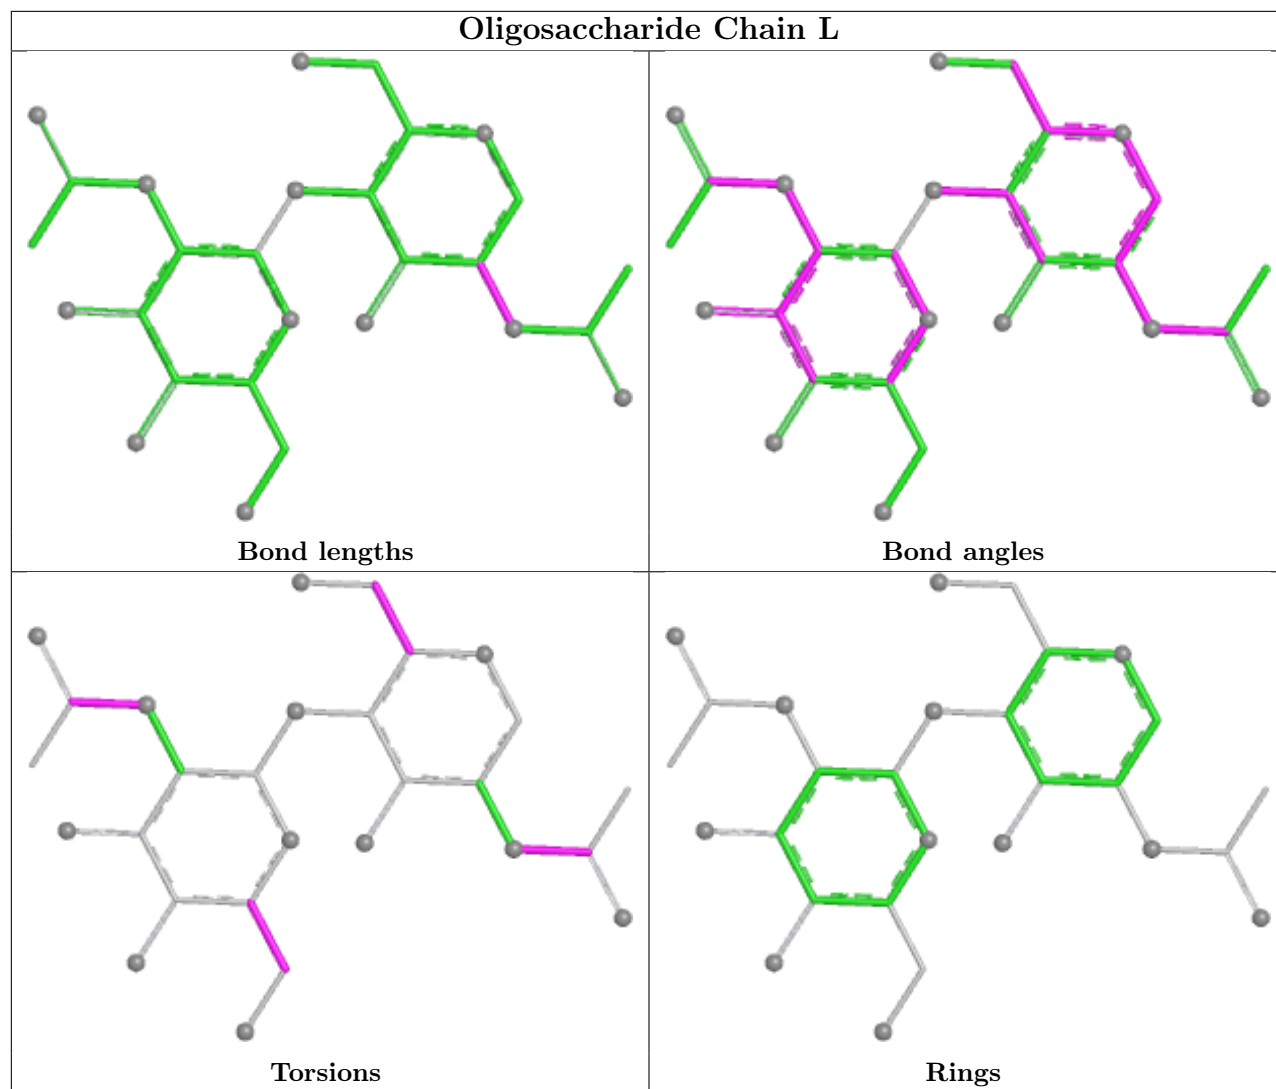 Oligosaccharide Chain L
Bond lengths
Bond angles
Torsions
Rings